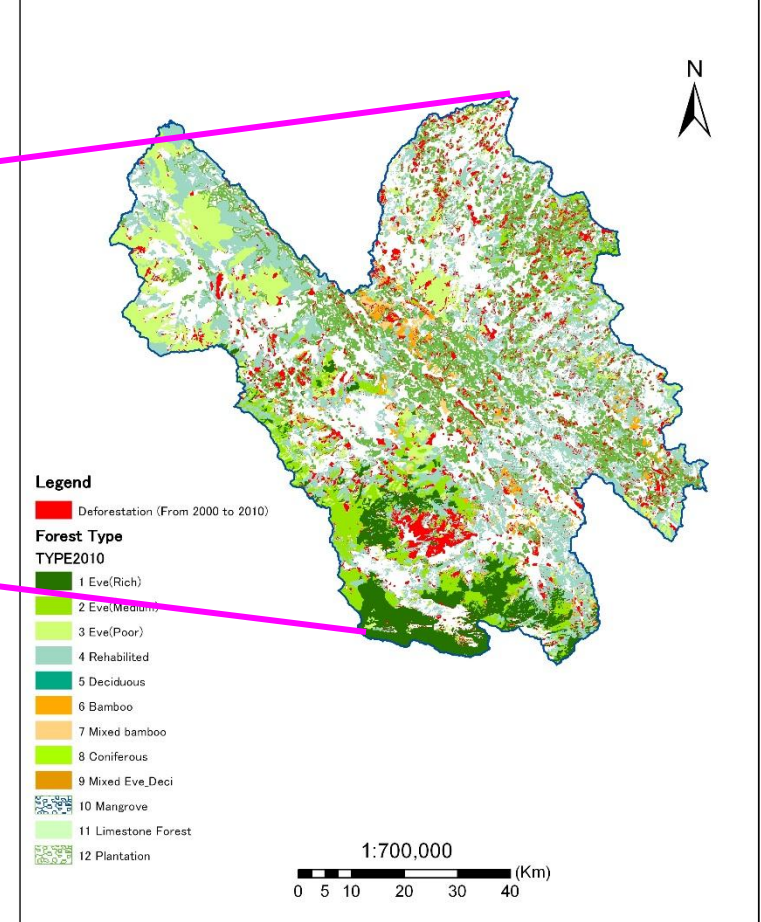 N
Legend
Deforestation (From 2000 to 2010)
Forest Type
TYPE2010
1 Eve(Rich)
2 Eve(Medium)
3 Eve(Poor)
4 Rehabilited
5 Deciduous
6 Bamboo
7 Mixed bamboo
8 Coniferous
9 Mixed Eve_Deci
10 Mangrove
11 Limestone Forest
12 Plantation
1:700,000
(Km)
0 5 10 20 30 40